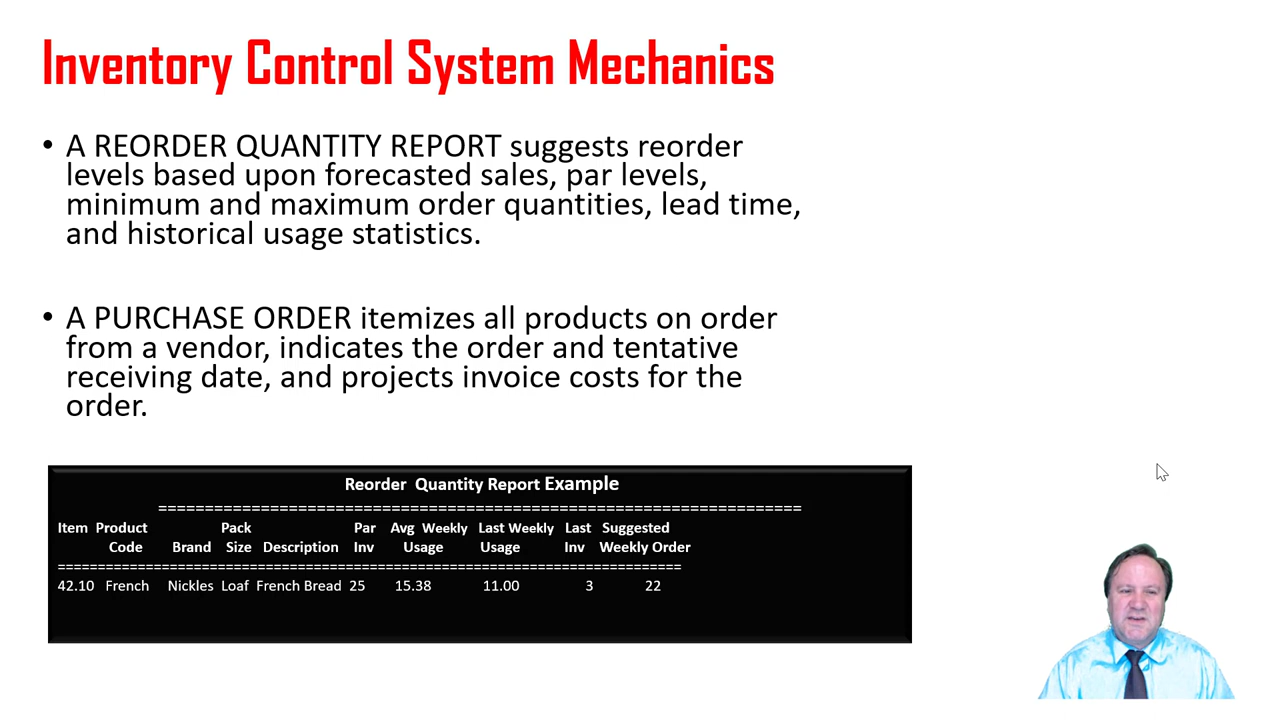 Inventory Control System Mechanics
• A REORDER QUANTITY REPORT suggests reorder
levels based upon forecasted sales, par levels,
minimum and maximum order quantities, lead time,
and historical usage statistics.
• A PURCHASE ORDER itemizes all products on order
from a vendor, indicates the order and tentative
receiving date, and projects invoice costs for the
order.
Reorder Quantity Report Example
=====================================================================
Item Product Pack Par Avg Weekly Last Weekly Last Suggested
Code Brand Size Description Inv Usage Usage Inv Weekly Order
==============================================================================
42.10 French Nickles Loaf French Bread 25 15.38 11.00 3 22